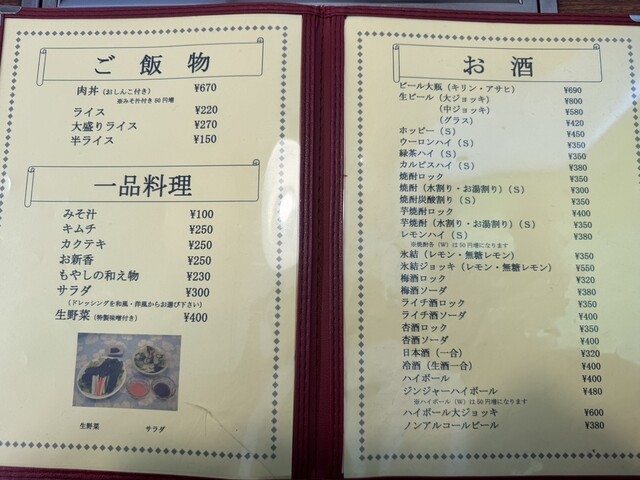 ご飯物
肉丼（おしんこ付き） ¥670
※みそ汁付き50円増
ライス ¥220
大盛りライス ¥270
半ライス ¥150
一品料理
みそ汁 ¥100
キムチ ¥250
カクテキ ¥250
お新香 ¥250
もやしの和え物 ¥230
サラダ ¥300
（ドレッシングを和風・洋風からお選び下さい）
生野菜（特製味噌付き） ¥400
生野菜 サラダ
お酒
ビール大瓶（キリン・アサヒ） ¥690
生ビール（大ジョッキ） ¥800
（中ジョッキ） ¥580
（グラス） ¥420
ホッピー（S） ¥450
ウーロンハイ（S） ¥350
緑茶ハイ（S） ¥350
カルピスハイ（S） ¥380
焼酎ロック ¥350
焼酎（水割り・お湯割り）（S） ¥300
焼酎炭酸割り（S） ¥350
芋焼酎ロック ¥400
芋焼酎（水割り・お湯割り）（S） ¥350
レモンハイ（S） ¥380
※焼酎各（W）は50円増になります
氷結（レモン・無糖レモン） ¥350
氷結ジョッキ（レモン・無糖レモン） ¥550
梅酒ロック ¥320
梅酒ソーダ ¥380
ライチ酒ロック ¥350
ライチ酒ソーダ ¥400
杏酒ロック ¥350
杏酒ソーダ ¥400
日本酒（一合） ¥320
冷酒（生酒一合） ¥400
ハイボール ¥400
ジンジャーハイボール ¥480
※ハイボール（W）は50円増になります
ハイボール大ジョッキ ¥600
ノンアルコールビール ¥380